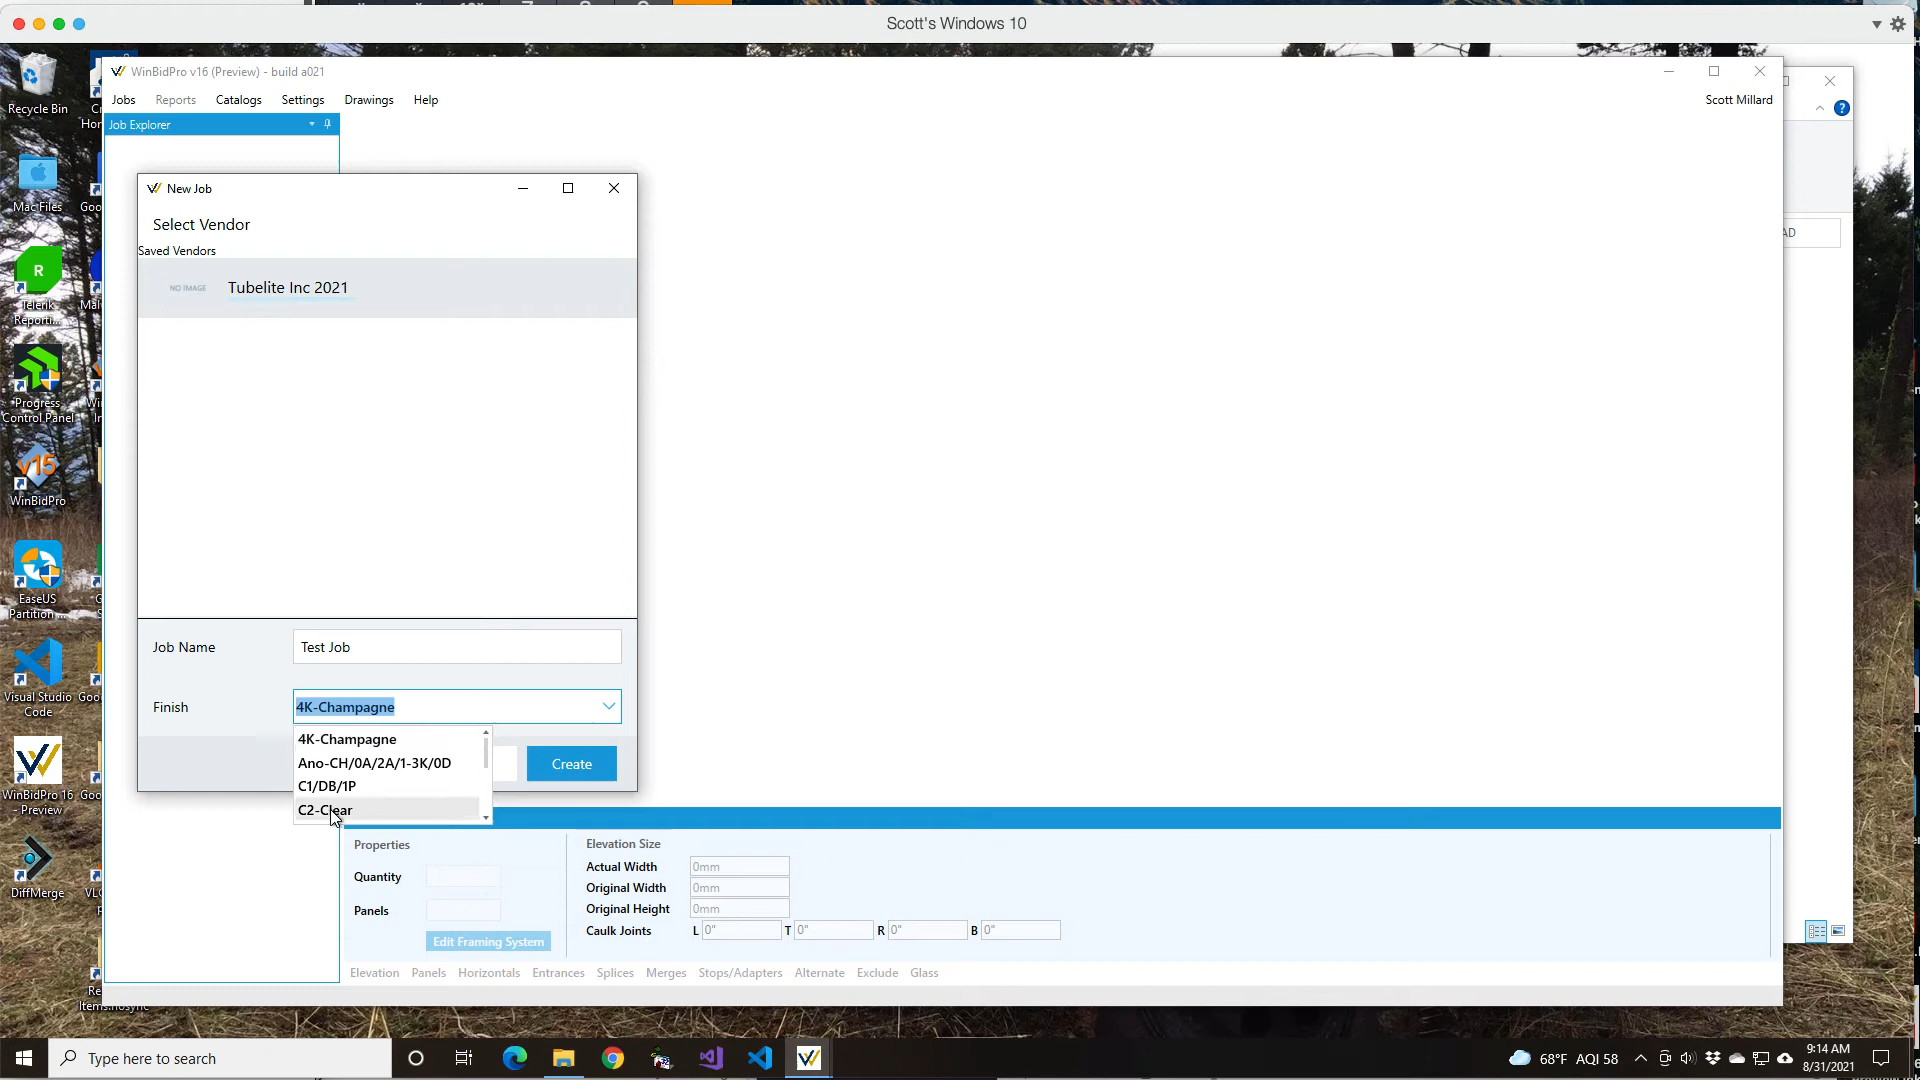 Scott's Windows 10
Recycle Bin
WinBidPro v16 (Preview) - build a021
Jobs Reports Catalogs Settings Drawings Help
Scott Millard
Job Explorer
New Job
Select Vendor
Saved Vendors
NO IMAGE Tubelite Inc 2021
Job Name Test Job
Finish 4K-Champagne
4K-Champagne
Ano-CH/0A/2A/1-3K/0D
C1/DB/1P
C2-Clear
Create
Properties
Quantity
Panels
Edit Framing System
Elevation Size
Actual Width 0mm
Original Width 0mm
Original Height 0mm
Caulk Joints L 0" T 0" R 0" B 0"
Elevation Panels Horizontals Entrances Splices Merges Stops/Adapters Alternate Exclude Glass
Mac Files
R
Telerik
Reporti...
Progress
Control Panel
v15
WinBidPro
EaseUS
Partition ...
Visual Studio
Code
WinBidPro 16
- Preview
DiffMerge
Type here to search
68°F AQI 58
9:14 AM
8/31/2021